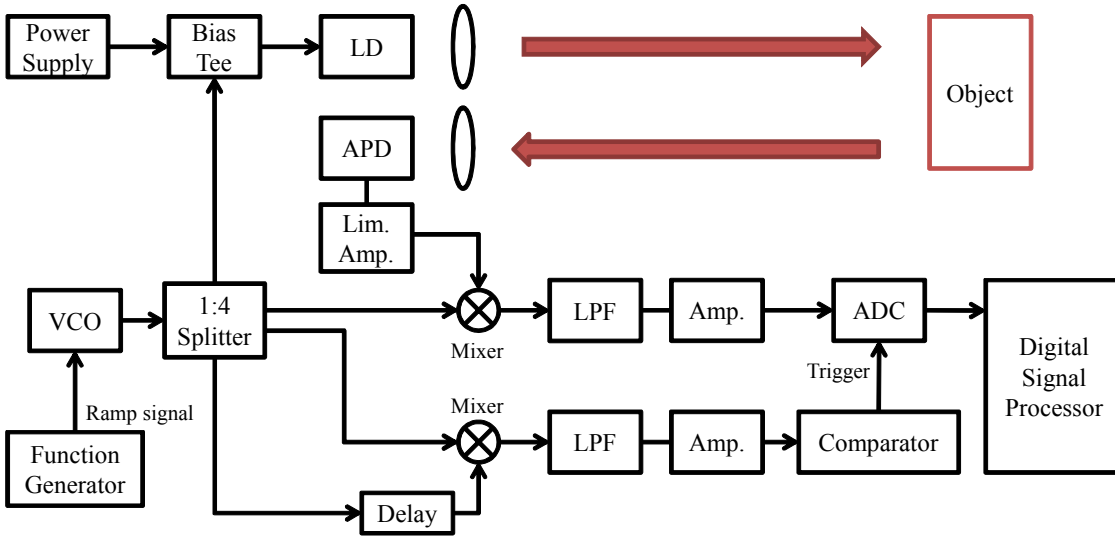 Power
Supply
Bias
Tee
LD
Object
APD
Lim.
Amp.
VCO
1:4
Splitter
Mixer
LPF
Amp.
ADC
Digital
Signal
Processor
Trigger
Ramp signal
Mixer
Function
Generator
LPF
Amp.
Comparator
Delay